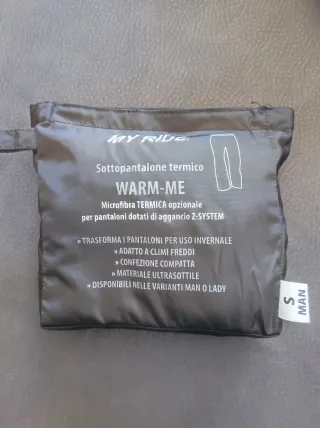 MY RIDE.
Sottopantalone termico
WARM-ME
Microfibra TERMICA opzionale
per pantaloni dotati di aggancio Z-SYSTEM
» TRASFORMA I PANTALONI PER USO INVERNALE
» ADATTO A CLIMI FREDDI
» CONFEZIONE COMPATTA
» MATERIALE ULTRASOTTILE
» DISPONIBILI NELLE VARIANTI MAN O LADY
S
MAN